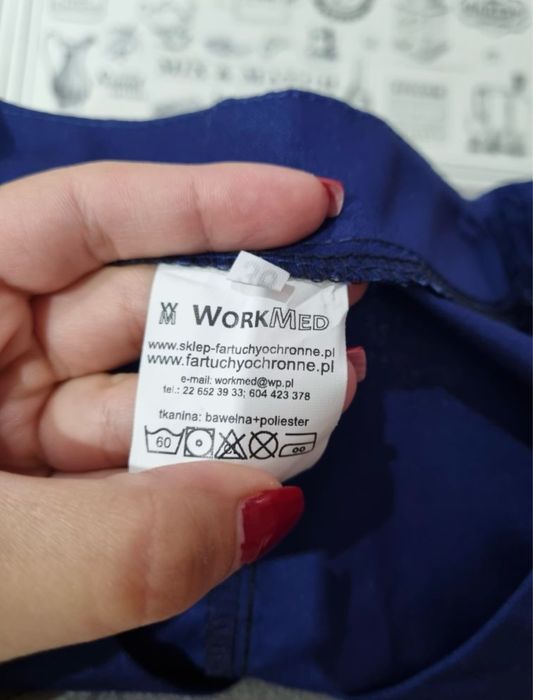 WORKMED
www.sklep-fartuchyochronne.pl
www.fartuchyochronne.pl
e-mail: workmed@wp.pl
tel.: 22 652 39 33; 604 423 378
tkanina: bawełna+poliester
60